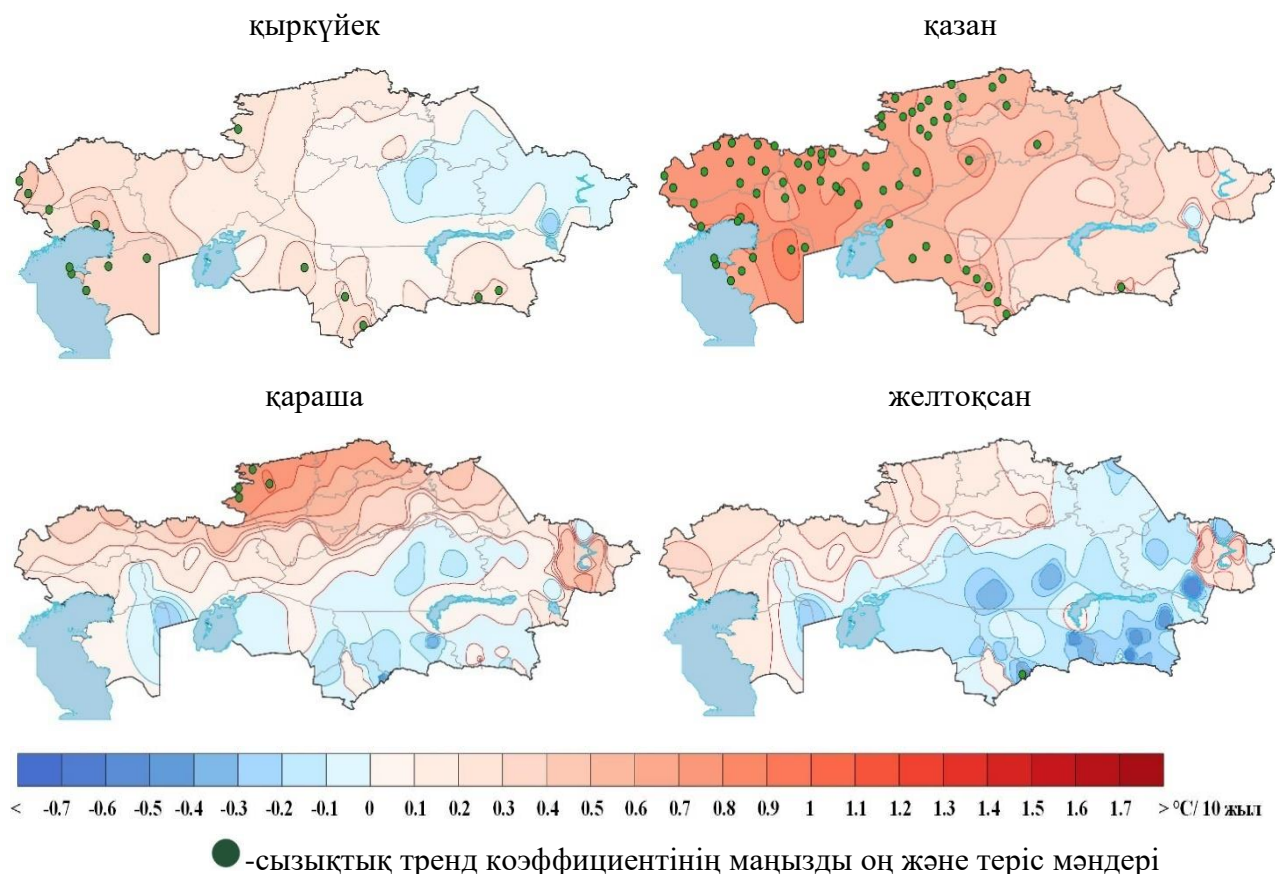 қыркүйек
қазан
қараша
желтоқсан
< -0.7 -0.6 -0.5 -0.4 -0.3 -0.2 -0.1 0 0.1 0.2 0.3 0.4 0.5 0.6 0.7 0.8 0.9 1 1.1 1.2 1.3 1.4 1.5 1.6 1.7 > °C/ 10 жыл
-сызықтық тренд коэффициентінің маңызды оң және теріс мәндері